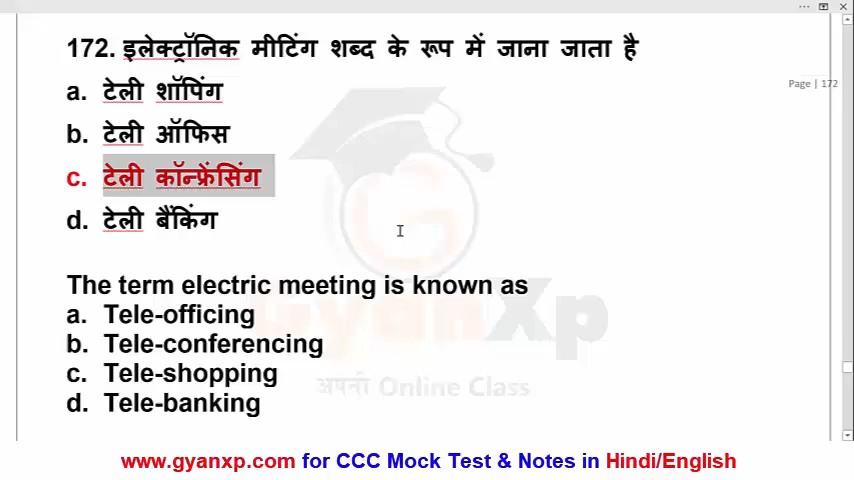 172. इलेक्ट्रॉनिक मीटिंग शब्द के रूप में जाना जाता है
Page | 172
a. टेली शॉपिंग
b. टेली ऑफिस
c. टेली कॉन्फ्रेंसिंग
d. टेली बैंकिंग
The term electric meeting is known as
a. Tele-officing
b. Tele-conferencing
c. Tele-shopping
d. Tele-banking
GyanXp
अपनी Online Class
www.gyanxp.com for CCC Mock Test & Notes in Hindi/English